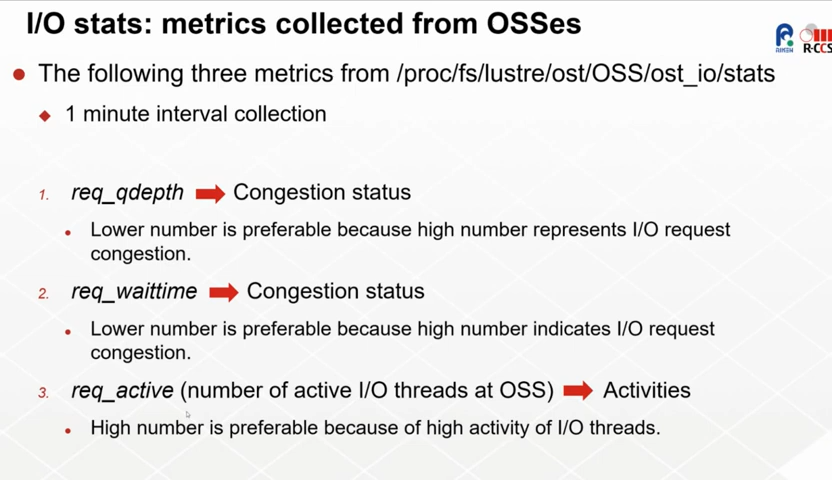 I/O stats: metrics collected from OSSes
RIKEN
R-CCS
The following three metrics from /proc/fs/lustre/ost/OSS/ost_io/stats
1 minute interval collection
1. req_qdepth Congestion status
Lower number is preferable because high number represents I/O request
congestion.
2. req_waittime Congestion status
Lower number is preferable because high number indicates I/O request
congestion.
3. req_active (number of active I/O threads at OSS) Activities
High number is preferable because of high activity of I/O threads.